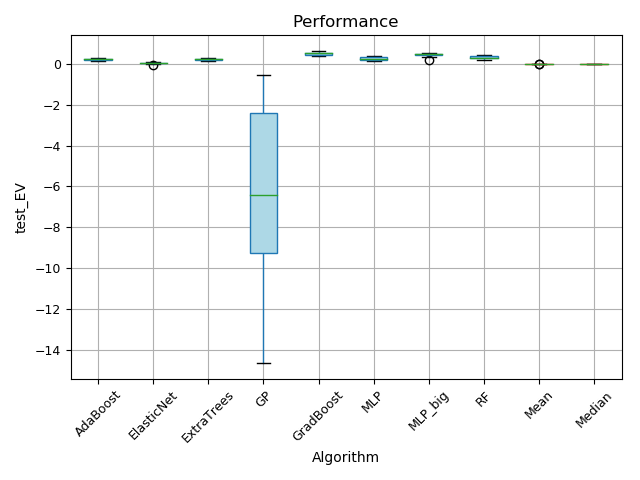 Performance
test_EV
0
−2
−4
−6
−8
−10
−12
−14
AdaBoost
ElasticNet
ExtraTrees
GP
GradBoost
MLP
MLP_big
RF
Mean
Median
Algorithm